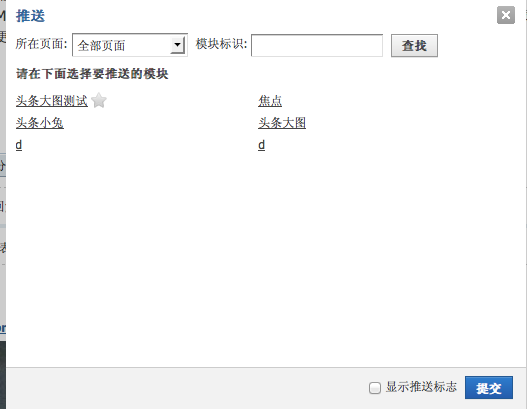 推送
所在页面: 全部页面 模块标识: 查找
请在下面选择要推送的模块
头条大图测试 焦点
头条小兔 头条大图
d d
显示推送标志 提交